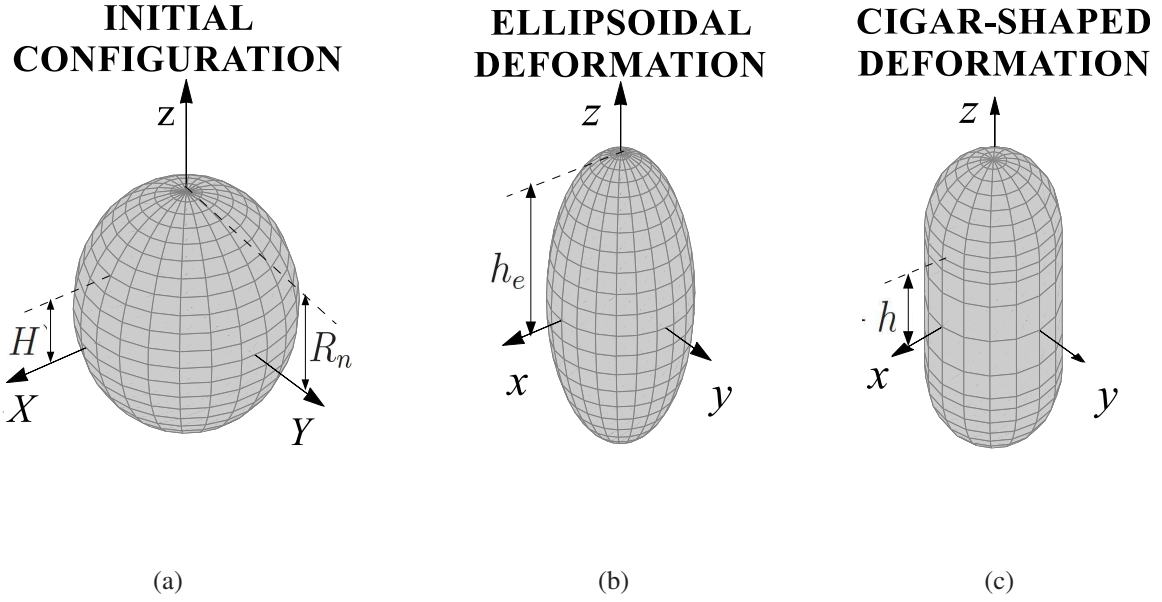 INITIAL
CONFIGURATION
z
H
R_n
X
Y
(a)
ELLIPSOIDAL
DEFORMATION
z
h_e
x
y
(b)
CIGAR-SHAPED
DEFORMATION
z
h
x
y
(c)